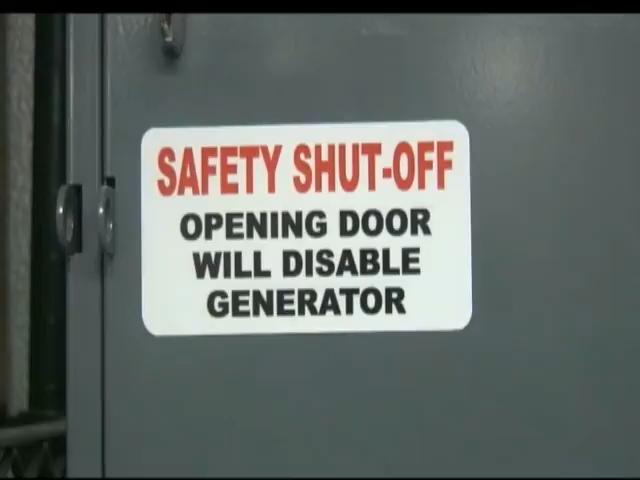 SAFETY SHUT-OFF
OPENING DOOR
WILL DISABLE
GENERATOR